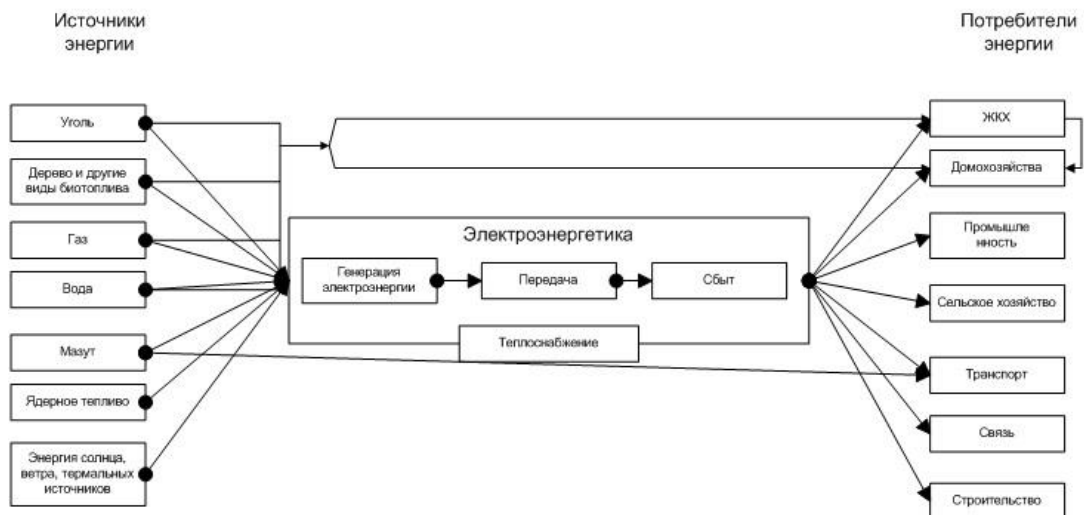 Источники
энергии
Потребители
энергии
Уголь
Дерево и другие
виды биотоплива
Газ
Вода
Мазут
Ядерное тепливо
Энергия солнца,
ветра, термальных
источников
Электроэнергетика
Генерация
электроэнергии
Передача
Сбыт
Теплоснабжение
ЖКХ
Домохозяйства
Промышле
нность
Сельское хозяйство
Транспорт
Связь
Строительство